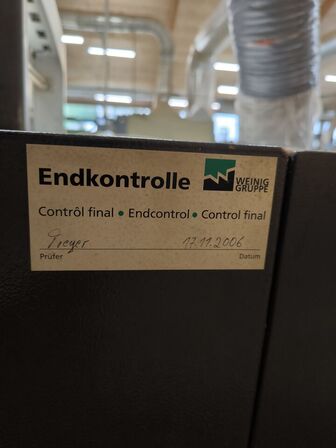 Endkontrolle
WEINIG
GRUPPE
Contrôl final • Endcontrol • Control final
17.11.2006
Prüfer
Datum